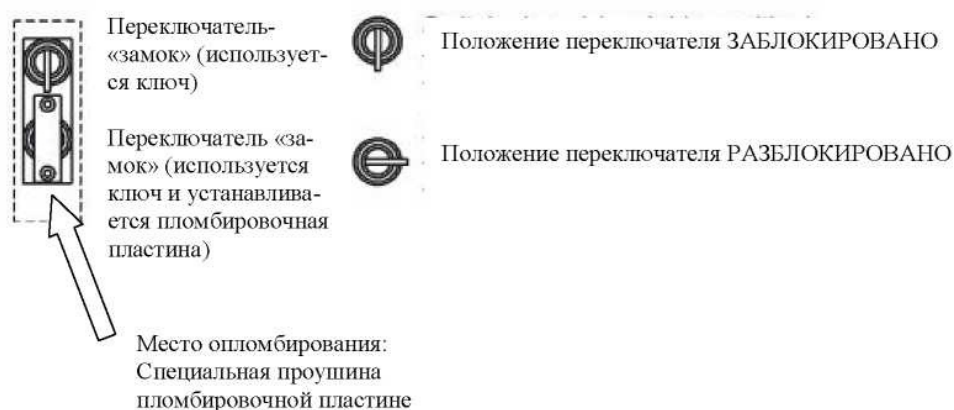 Переключатель-
«замок» (использует-
ся ключ)
Положение переключателя ЗАБЛОКИРОВАНО
Переключатель «за-
мок» (используется
ключ и устанавлива-
ется пломбировочная
пластина)
Положение переключателя РАЗБЛОКИРОВАНО
Место опломбирования:
Специальная проушина
пломбировочной пластине